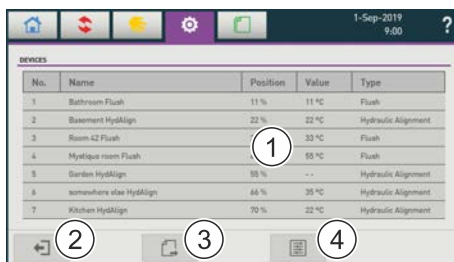 1-Sep-2019
9:00
?
DEVICES
No. Name Position Value Type
1 Bathroom Flush 11 % 11 °C Flush
2 Basement HydAlign 22 % 22 °C Hydraulic Alignment
3 Room 42 Flush 33 °C Flush
4 Mystique room Flush 55 °C Flush
5 Garden HydAlign 55 % -- Hydraulic Alignment
6 somewhere else HydAlign 66 % 35 °C Hydraulic Alignment
7 Kitchen HydAlign 70 % 22 °C Hydraulic Alignment
1
2 3 4